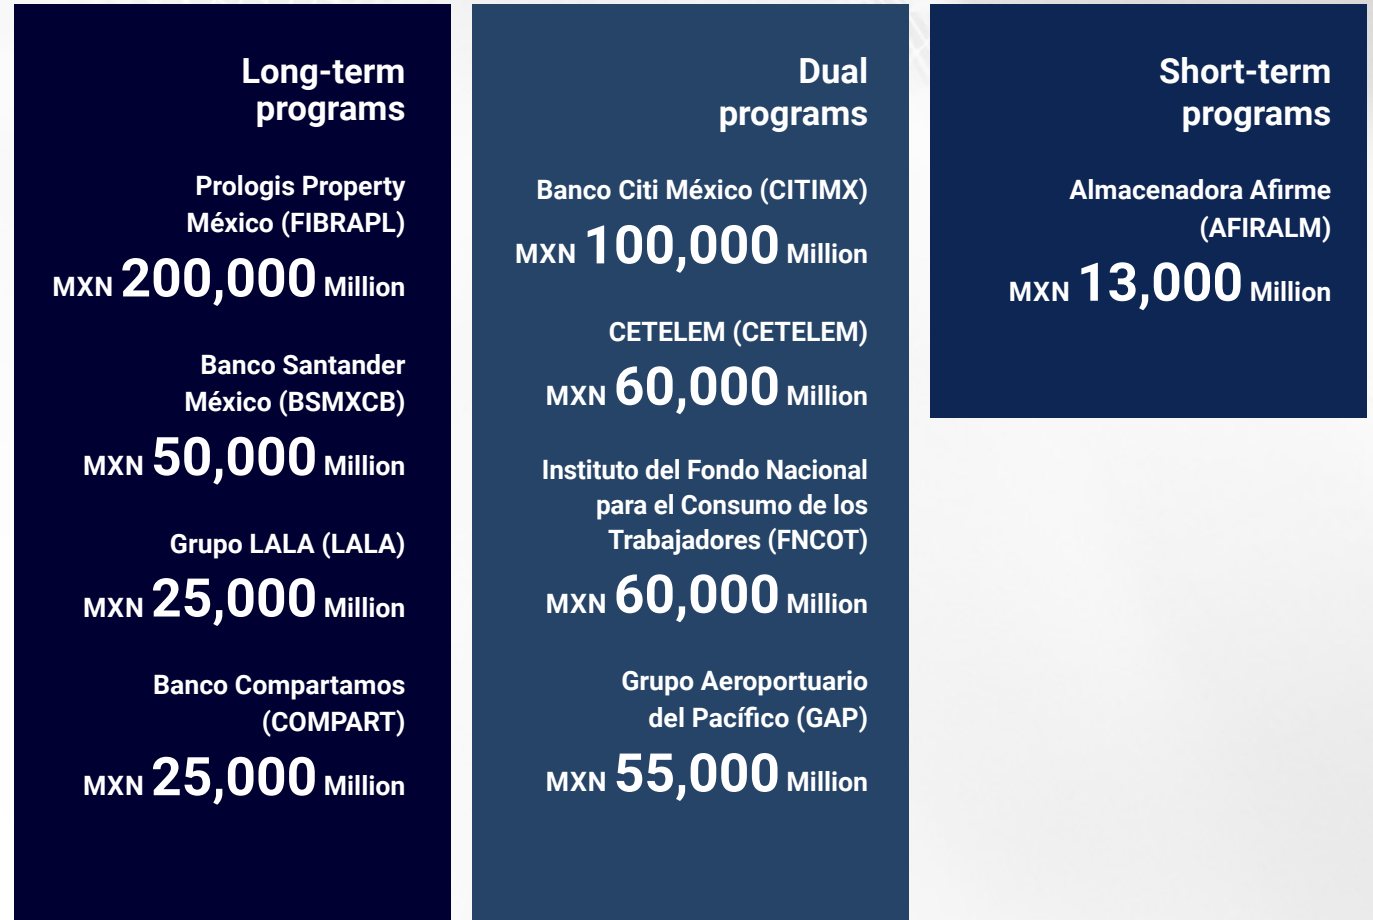 Long-term
programs
Prologis Property
México (FIBRAPL)
MXN 200,000 Million
Banco Santander
México (BSMXCB)
MXN 50,000 Million
Grupo LALA (LALA)
MXN 25,000 Million
Banco Compartamos
(COMPART)
MXN 25,000 Million
Dual
programs
Banco Citi México (CITIMX)
MXN 100,000 Million
CETELEM (CETELEM)
MXN 60,000 Million
Instituto del Fondo Nacional
para el Consumo de los
Trabajadores (FNCOT)
MXN 60,000 Million
Grupo Aeroportuario
del Pacífico (GAP)
MXN 55,000 Million
Short-term
programs
Almacenadora Afirme
(AFIRALM)
MXN 13,000 Million